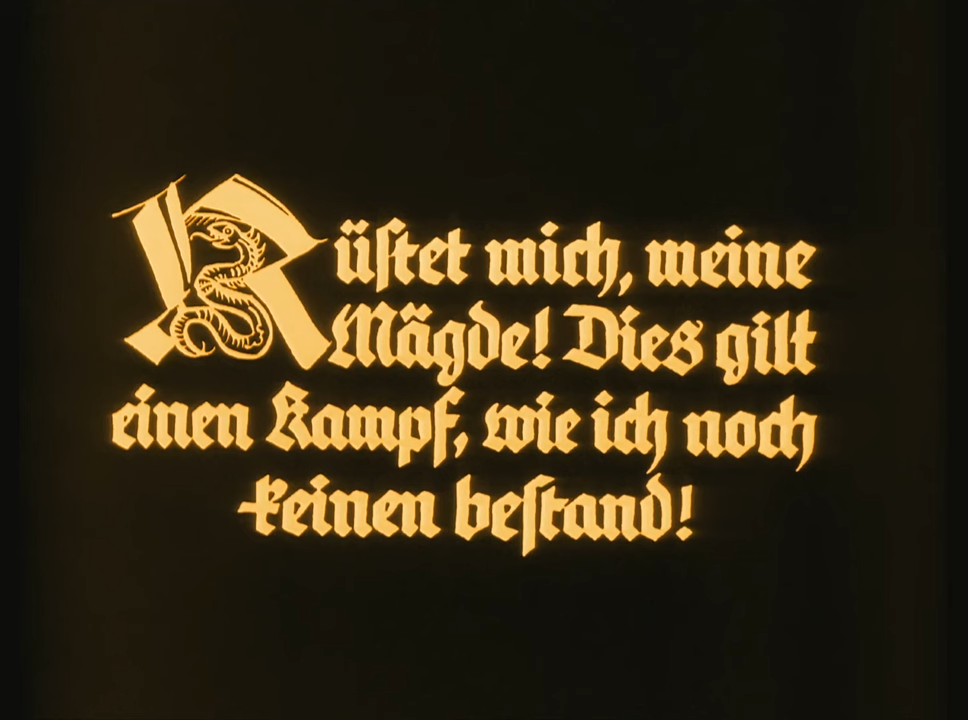 Rüſtet mich, meine
Mägde! Dies gilt
einen Kampf, wie ich noch
keinen beſtand!